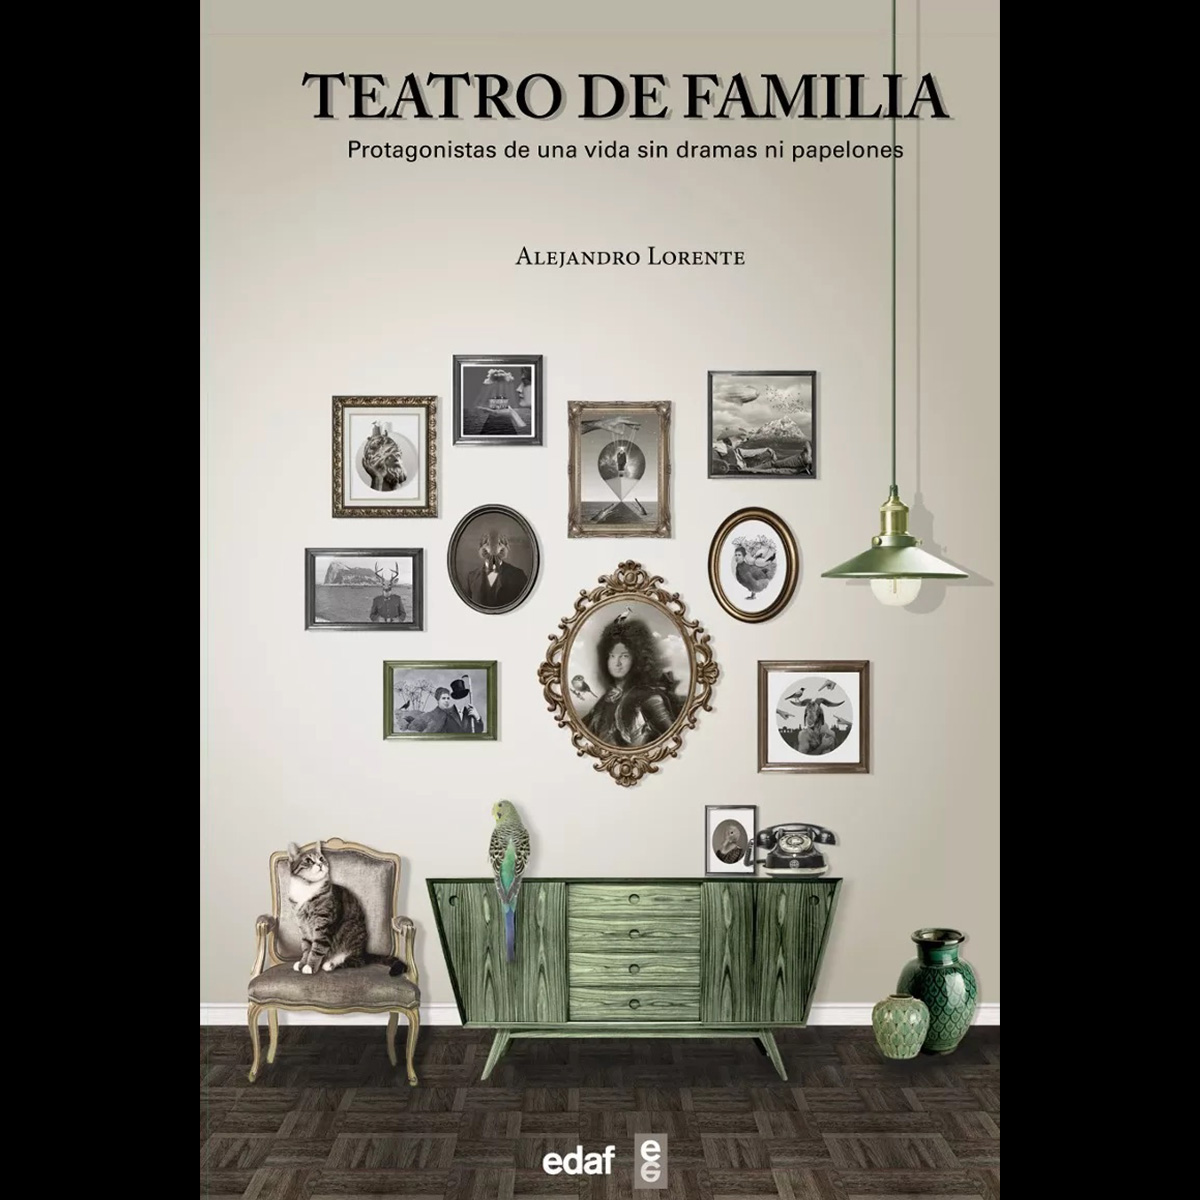 TEATRO DE FAMILIA
Protagonistas de una vida sin dramas ni papelones
ALEJANDRO LORENTE
edaf